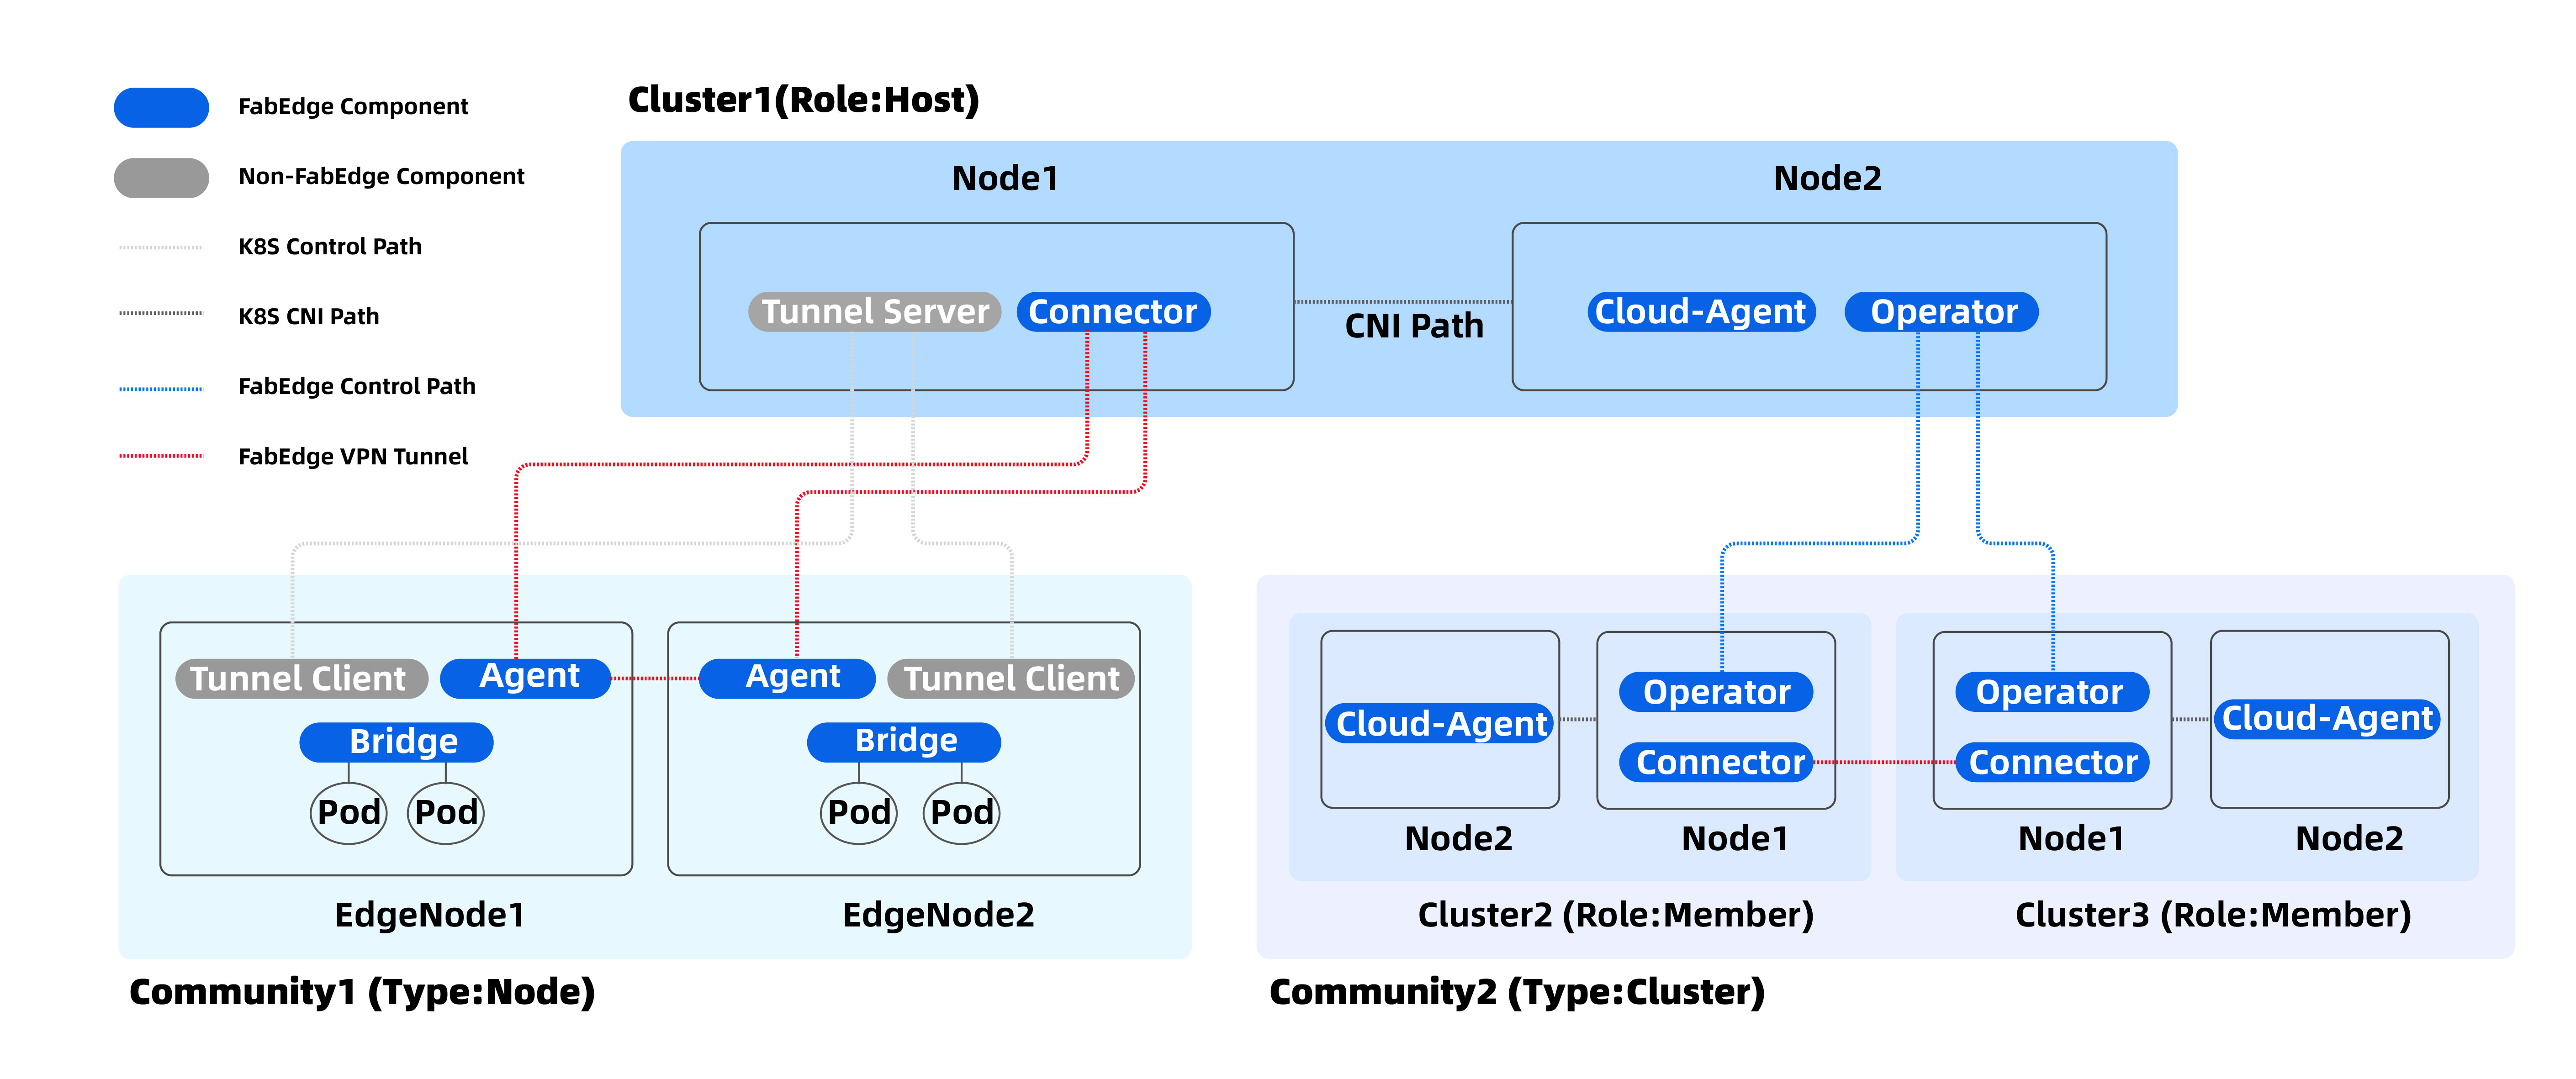 FabEdge Component
Non-FabEdge Component
K8S Control Path
K8S CNI Path
FabEdge Control Path
FabEdge VPN Tunnel
Cluster1(Role:Host)
Node1
Node2
Tunnel Server
Connector
CNI Path
Cloud-Agent
Operator
Tunnel Client
Agent
Bridge
Pod
Pod
EdgeNode1
Agent
Tunnel Client
Bridge
Pod
Pod
EdgeNode2
Community1 (Type:Node)
Cloud-Agent
Node2
Operator
Connector
Node1
Cluster2 (Role:Member)
Operator
Connector
Node1
Cloud-Agent
Node2
Cluster3 (Role:Member)
Community2 (Type:Cluster)